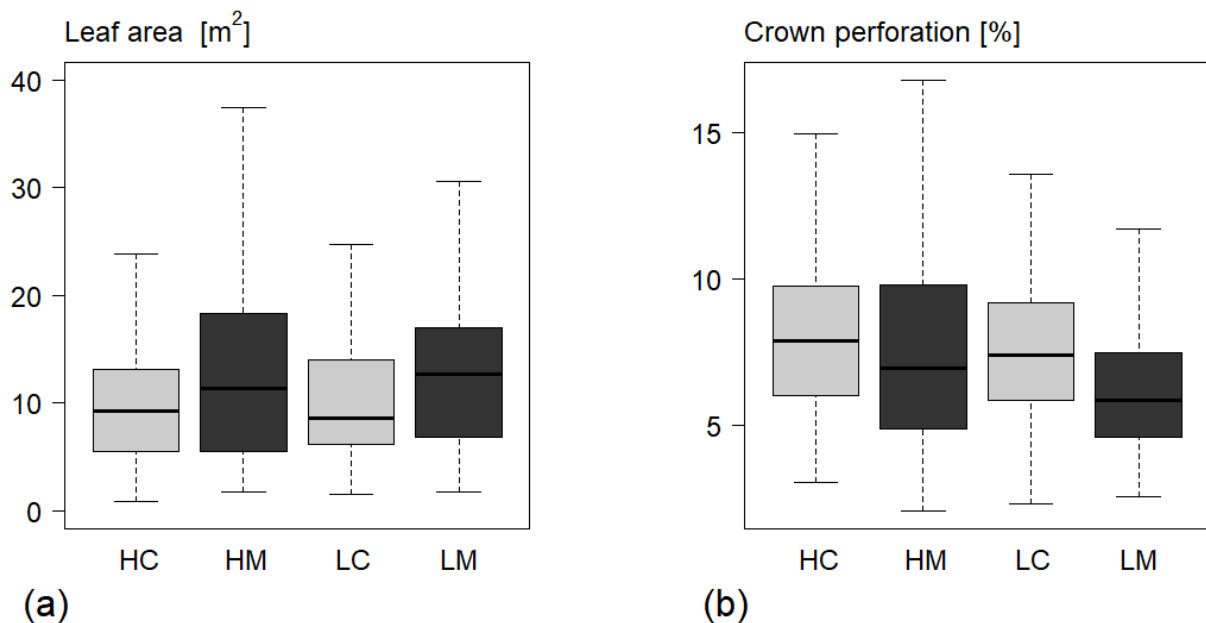 Leaf area [m²]
40
30
20
10
0
HC HM LC LM
(a)
Crown perforation [%]
15
10
5
HC HM LC LM
(b)